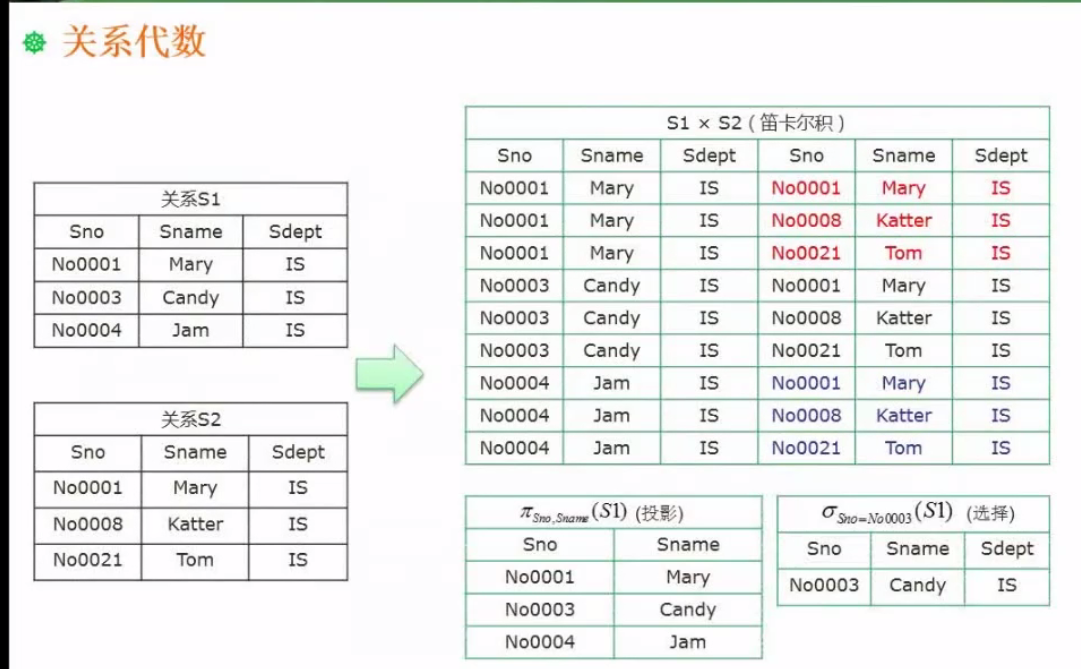 关系代数
关系S1
Sno Sname Sdept
No0001 Mary IS
No0003 Candy IS
No0004 Jam IS
关系S2
Sno Sname Sdept
No0001 Mary IS
No0008 Katter IS
No0021 Tom IS
S1 × S2 ( 笛卡尔积 )
Sno Sname Sdept Sno Sname Sdept
No0001 Mary IS No0001 Mary IS
No0001 Mary IS No0008 Katter IS
No0001 Mary IS No0021 Tom IS
No0003 Candy IS No0001 Mary IS
No0003 Candy IS No0008 Katter IS
No0003 Candy IS No0021 Tom IS
No0004 Jam IS No0001 Mary IS
No0004 Jam IS No0008 Katter IS
No0004 Jam IS No0021 Tom IS
π Sno,Sname (S1) (投影)
Sno Sname
No0001 Mary
No0003 Candy
No0004 Jam
σ Sno=No0003 (S1) (选择)
Sno Sname Sdept
No0003 Candy IS